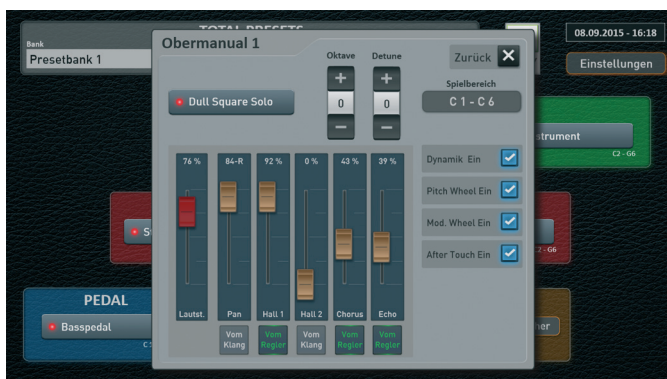 TOTAL PRESETS
Bank
Presetbank 1
08.09.2015 - 16:18
Einstellungen
Obermanual 1
Oktave
Detune
Zurück
Spielbereich
C 1 - C 6
Dull Square Solo
+
+
0
0
−
−
76 %
84-R
92 %
0 %
43 %
39 %
Lautst.
Pan
Hall 1
Hall 2
Chorus
Echo
Vom Klang
Vom Regler
Vom Klang
Vom Regler
Vom Regler
Dynamik Ein
Pitch Wheel Ein
Mod. Wheel Ein
After Touch Ein
strument
C2 - G6
C2 - G6
PEDAL
Basspedal